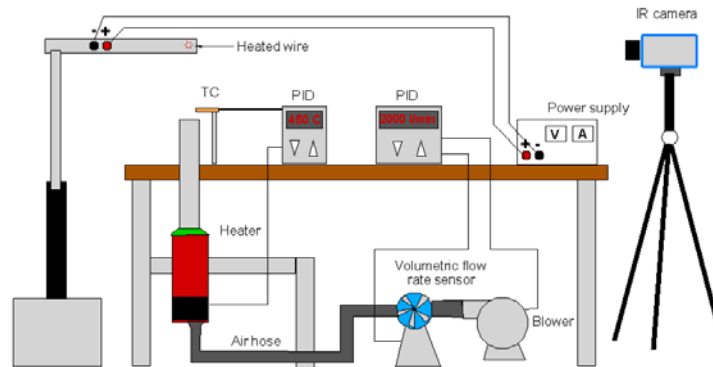 IR camera
- +
Heated wire
TC
PID
PID
Power supply
450 C
2000 l/min
V
A
+ -
Heater
Volumetric flow
rate sensor
Blower
Air hose